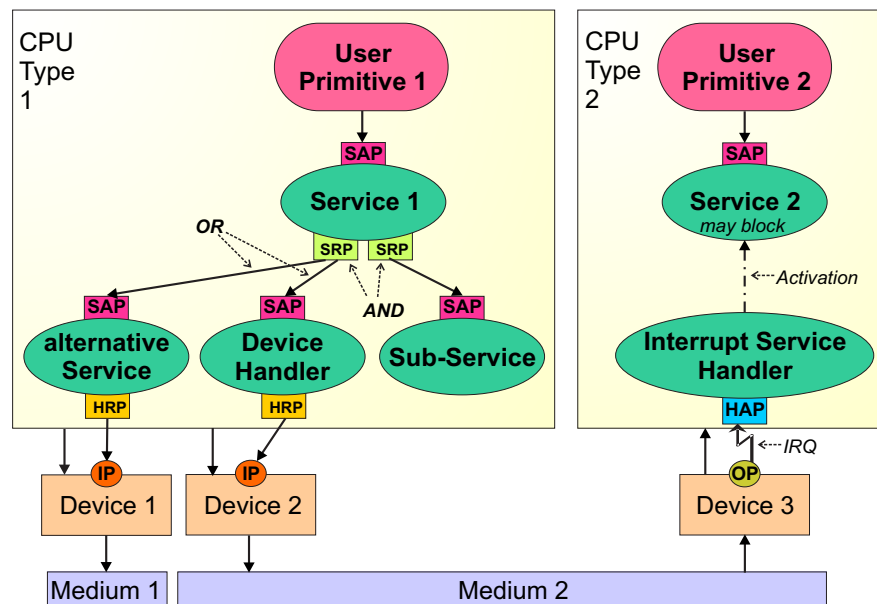 CPU
Type
1
User
Primitive 1
SAP
Service 1
SRP
SRP
OR
AND
SAP
SAP
SAP
alternative
Service
Device
Handler
Sub-Service
HRP
HRP
IP
IP
Device 1
Device 2
Medium 1
CPU
Type
2
User
Primitive 2
SAP
Service 2
may block
Activation
Interrupt Service
Handler
HAP
IRQ
OP
Device 3
Medium 2